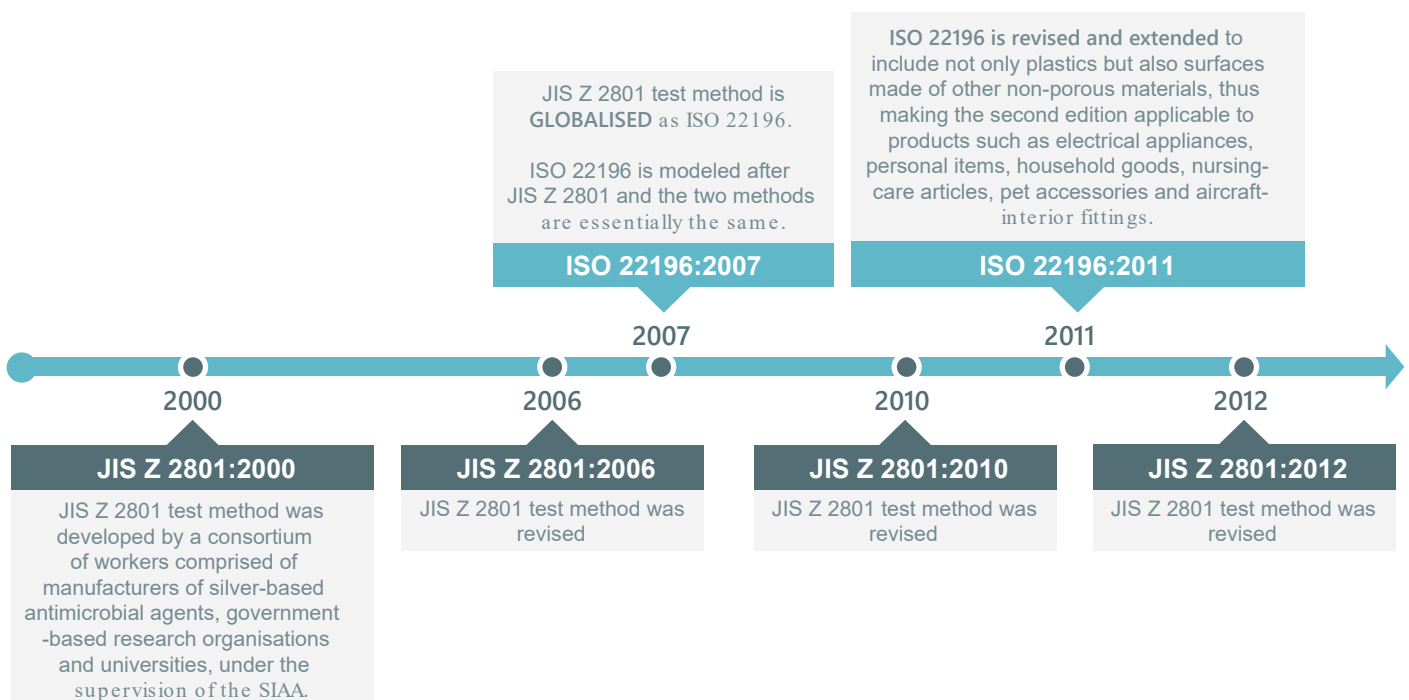 JIS Z 2801 test method is
GLOBALISED as ISO 22196.
ISO 22196 is modeled after
JIS Z 2801 and the two methods
are essentially the same.
ISO 22196:2007
2007
ISO 22196 is revised and extended to
include not only plastics but also surfaces
made of other non-porous materials, thus
making the second edition applicable to
products such as electrical appliances,
personal items, household goods, nursing-
care articles, pet accessories and aircraft-
interior fittings.
ISO 22196:2011
2011
2000
JIS Z 2801:2000
JIS Z 2801 test method was
developed by a consortium
of workers comprised of
manufacturers of silver-based
antimicrobial agents, government
-based research organisations
and universities, under the
supervision of the SIAA.
2006
JIS Z 2801:2006
JIS Z 2801 test method was
revised
2010
JIS Z 2801:2010
JIS Z 2801 test method was
revised
2012
JIS Z 2801:2012
JIS Z 2801 test method was
revised